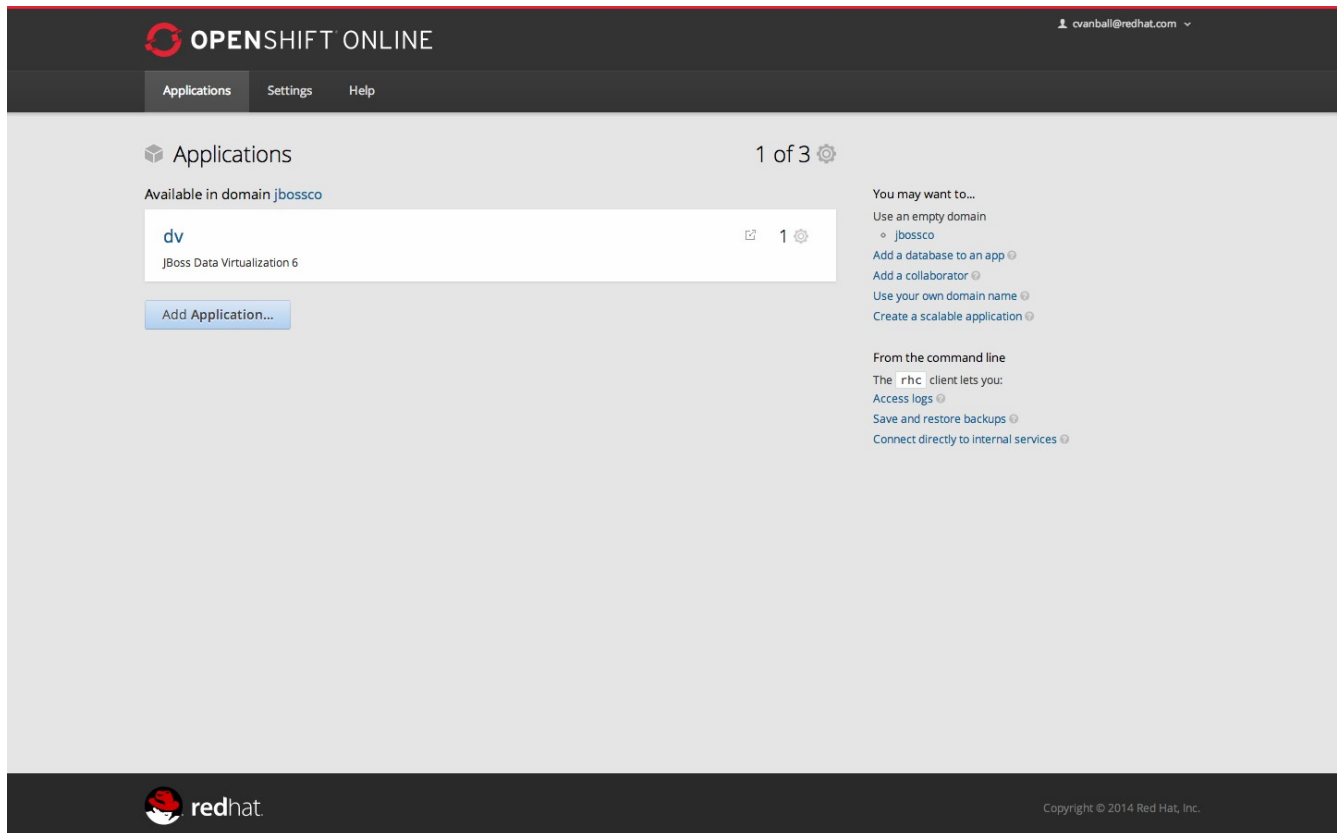 OPENSHIFT ONLINE
cvanball@redhat.com
Applications Settings Help
Applications
1 of 3
Available in domain jbossco
dv
1
JBoss Data Virtualization 6
Add Application...
You may want to...
Use an empty domain
jbossco
Add a database to an app
Add a collaborator
Use your own domain name
Create a scalable application
From the command line
The rhc client lets you:
Access logs
Save and restore backups
Connect directly to internal services
redhat.
Copyright © 2014 Red Hat, Inc.